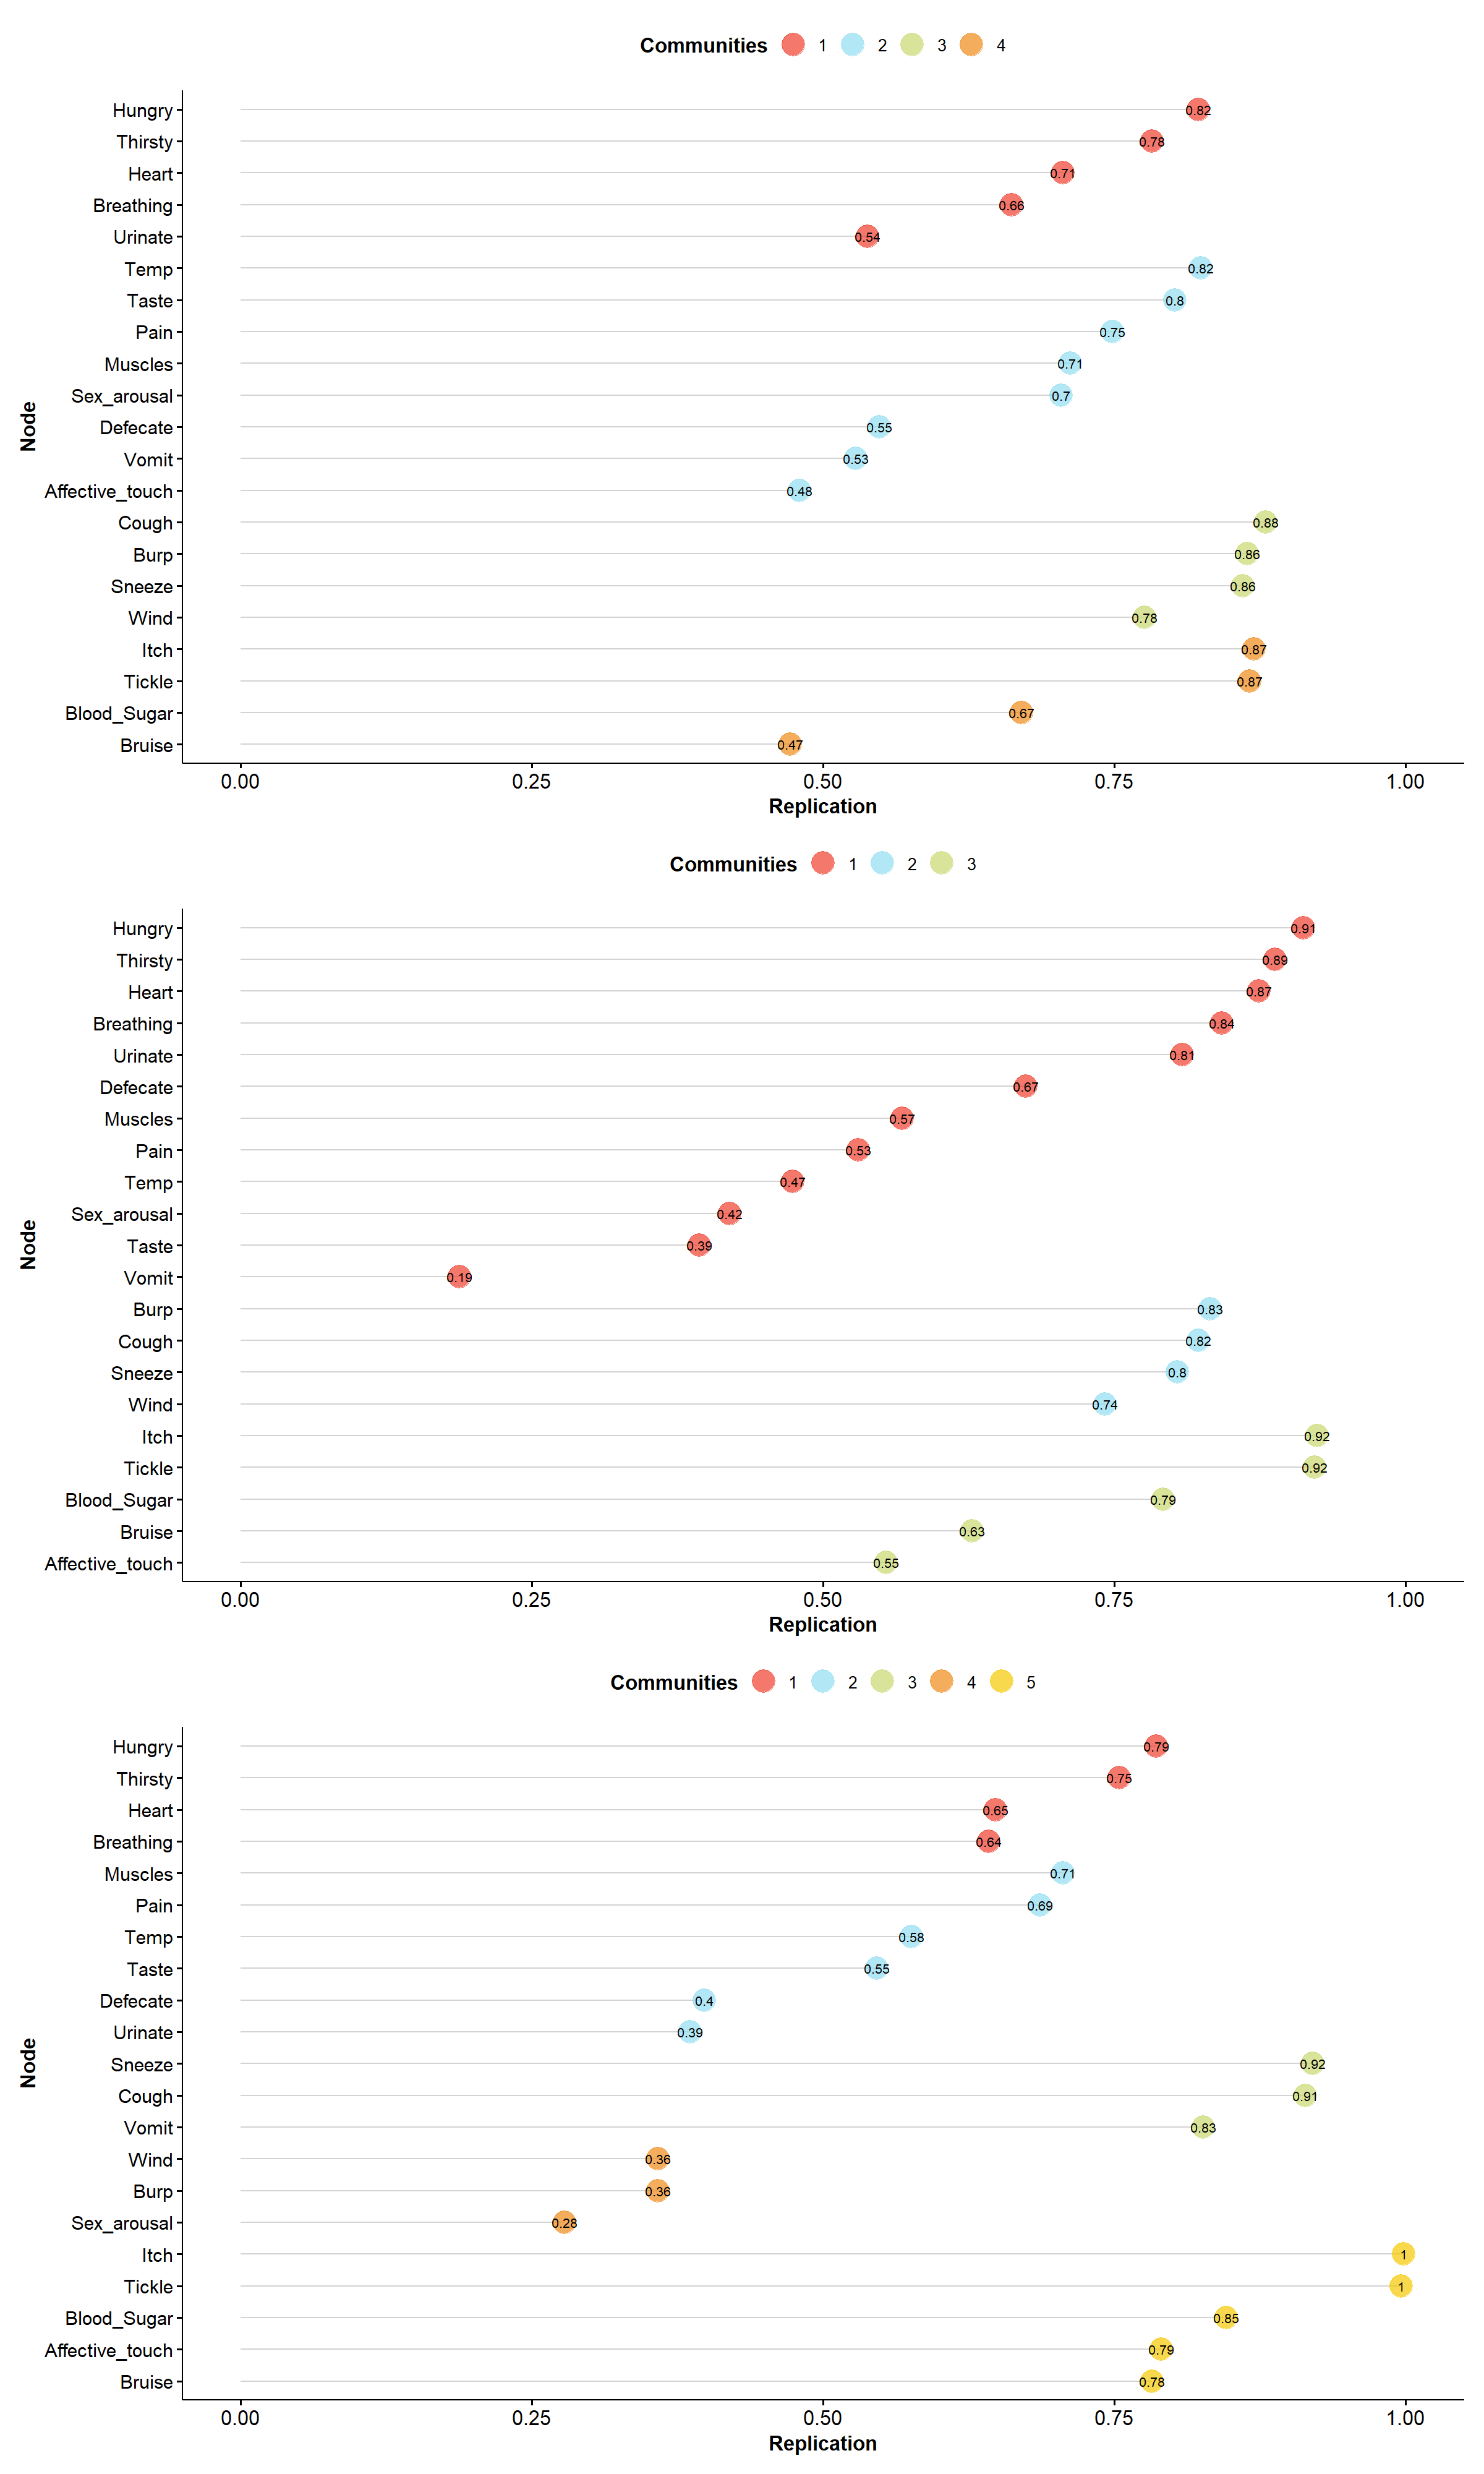 Communities 1 2 3 4
Hungry 0.82
Thirsty 0.78
Heart 0.71
Breathing 0.66
Urinate 0.54
Temp 0.82
Taste 0.8
Pain 0.75
Muscles 0.71
Sex_arousal 0.7
Node
Defecate 0.55
Vomit 0.53
Affective_touch 0.48
Cough 0.88
Burp 0.86
Sneeze 0.86
Wind 0.78
Itch 0.87
Tickle 0.87
Blood_Sugar 0.67
Bruise 0.47
0.00 0.25 0.50 0.75 1.00
Replication
Communities 1 2 3
Hungry 0.91
Thirsty 0.89
Heart 0.87
Breathing 0.84
Urinate 0.81
Defecate 0.67
Muscles 0.57
Pain 0.53
Temp 0.47
Sex_arousal 0.42
Node
Taste 0.39
Vomit 0.19
Burp 0.83
Cough 0.82
Sneeze 0.8
Wind 0.74
Itch 0.92
Tickle 0.92
Blood_Sugar 0.79
Bruise 0.63
Affective_touch 0.55
0.00 0.25 0.50 0.75 1.00
Replication
Communities 1 2 3 4 5
Hungry 0.79
Thirsty 0.75
Heart 0.65
Breathing 0.64
Muscles 0.71
Pain 0.69
Temp 0.58
Taste 0.55
Defecate 0.4
Urinate 0.39
Node
Sneeze 0.92
Cough 0.91
Vomit 0.83
Wind 0.36
Burp 0.36
Sex_arousal 0.28
Itch 1
Tickle 1
Blood_Sugar 0.85
Affective_touch 0.79
Bruise 0.78
0.00 0.25 0.50 0.75 1.00
Replication